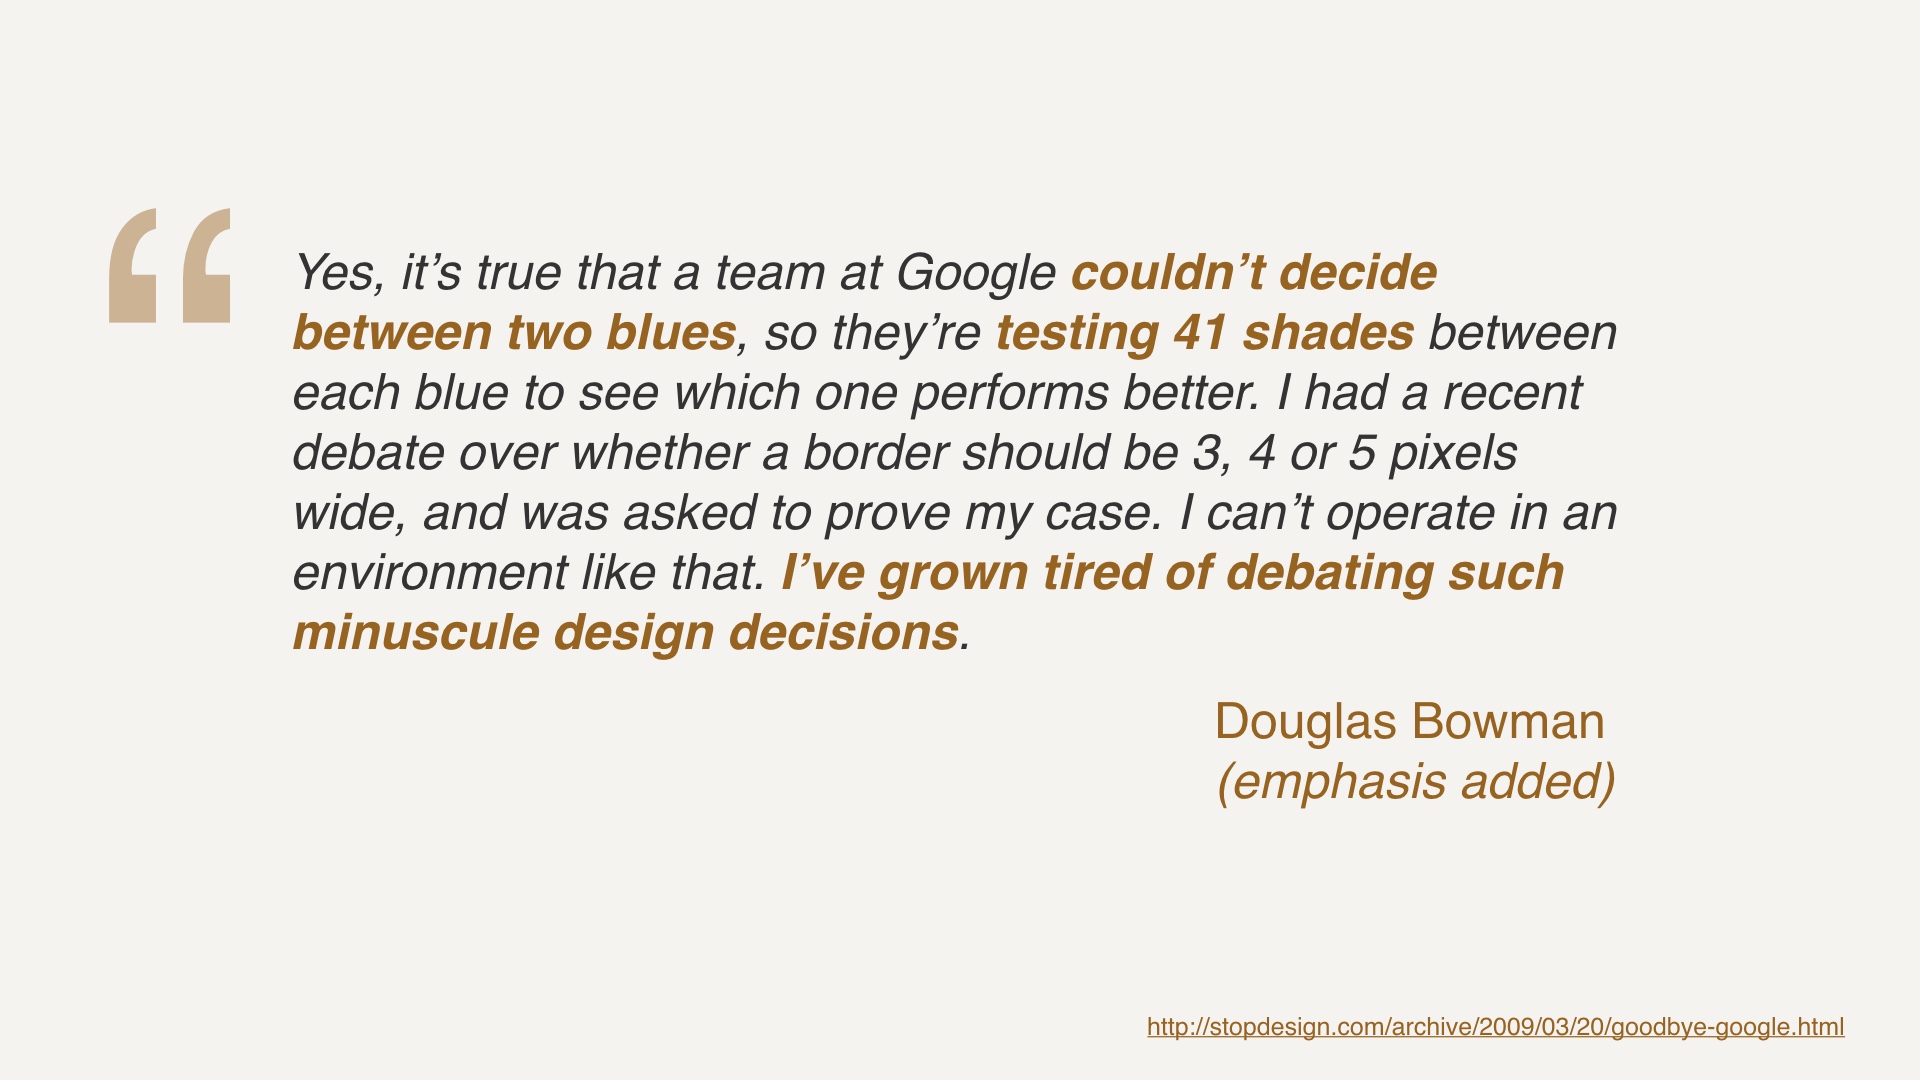 “
Yes, it’s true that a team at Google couldn’t decide
between two blues, so they’re testing 41 shades between
each blue to see which one performs better. I had a recent
debate over whether a border should be 3, 4 or 5 pixels
wide, and was asked to prove my case. I can’t operate in an
environment like that. I’ve grown tired of debating such
minuscule design decisions.
Douglas Bowman
(emphasis added)
http://stopdesign.com/archive/2009/03/20/goodbye-google.html